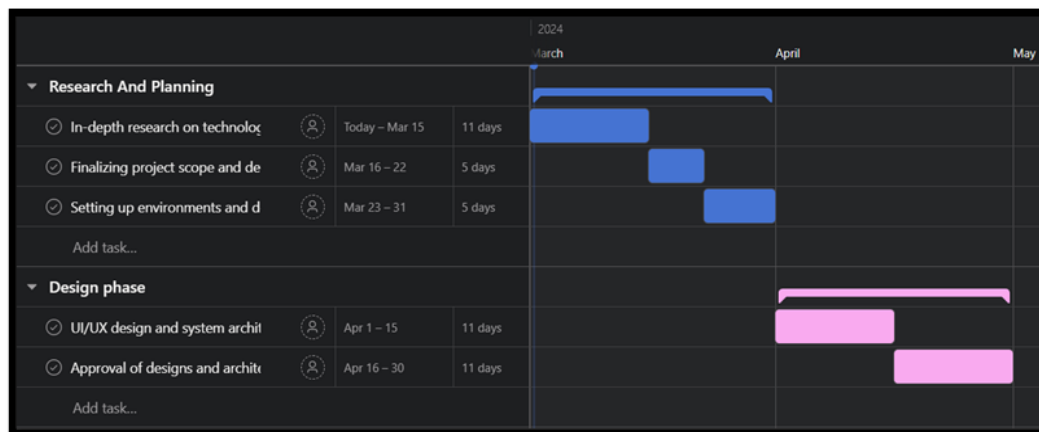 2024
March April May
Research And Planning
In-depth research on technolog Today – Mar 15 11 days
Finalizing project scope and de Mar 16 – 22 5 days
Setting up environments and d Mar 23 – 31 5 days
Add task...
Design phase
UI/UX design and system archit Apr 1 – 15 11 days
Approval of designs and archite Apr 16 – 30 11 days
Add task...